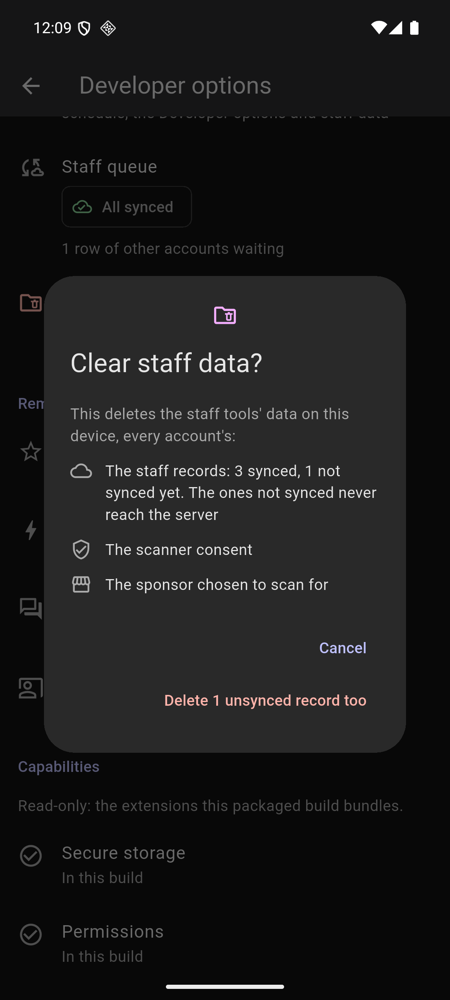 12:09
Developer options
Staff queue
All synced
1 row of other accounts waiting
Clear staff data?
This deletes the staff tools' data on this
device, every account's:
The staff records: 3 synced, 1 not
synced yet. The ones not synced never
reach the server
The scanner consent
The sponsor chosen to scan for
Cancel
Delete 1 unsynced record too
Capabilities
Read-only: the extensions this packaged build bundles.
Secure storage
In this build
Permissions
In this build